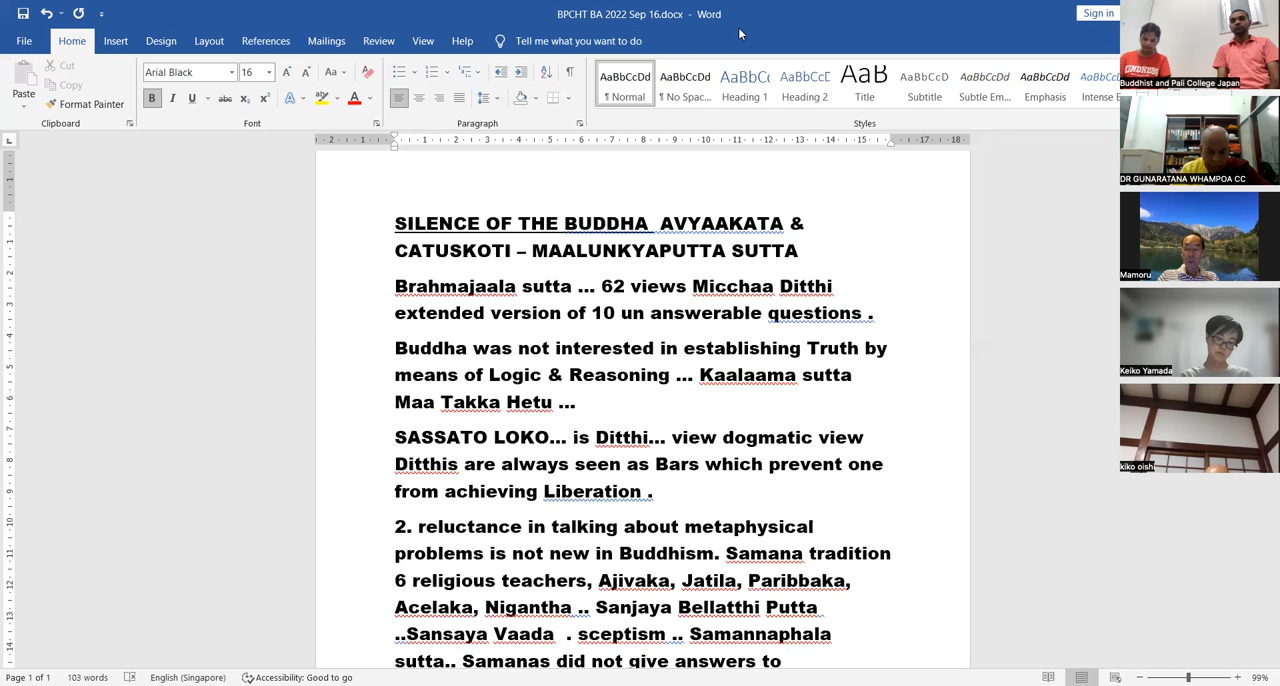 BPCHT BA 2022 Sep 16.docx - Word
Sign in
File Home Insert Design Layout References Mailings Review View Help Tell me what you want to do
Paste
Cut
Copy
Format Painter
Clipboard
Arial Black 16
Aa
B I U abc x₂ x²
Font
Paragraph
AaBbCcDd AaBbCcDd AaBbCc AaBbCcD AaB AaBbCcD AaBbCcDd AaBbCcDd
¶ Normal ¶ No Spac... Heading 1 Heading 2 Title Subtitle Subtle Em... Emphasis Intense E
Styles
SILENCE OF THE BUDDHA AVYAAKATA &
CATUSKOTI – MAALUNKYAPUTTA SUTTA
Brahmajaala sutta ... 62 views Micchaa Ditthi
extended version of 10 un answerable questions .
Buddha was not interested in establishing Truth by
means of Logic & Reasoning ... Kaalaama sutta
Maa Takka Hetu ...
SASSATO LOKO... is Ditthi... view dogmatic view
Ditthis are always seen as Bars which prevent one
from achieving Liberation .
2. reluctance in talking about metaphysical
problems is not new in Buddhism. Samana tradition
6 religious teachers, Ajivaka, Jatila, Paribbaka,
Acelaka, Nigantha .. Sanjaya Bellatthi Putta
..Sansaya Vaada . sceptism .. Samannaphala
sutta.. Samanas did not give answers to
Page 1 of 1 103 words English (Singapore) Accessibility: Good to go 99%
Buddhist and Pali College Japan
DR GUNARATANA WHAMPOA CC
Mamoru
Keiko Yamada
kiko oishi